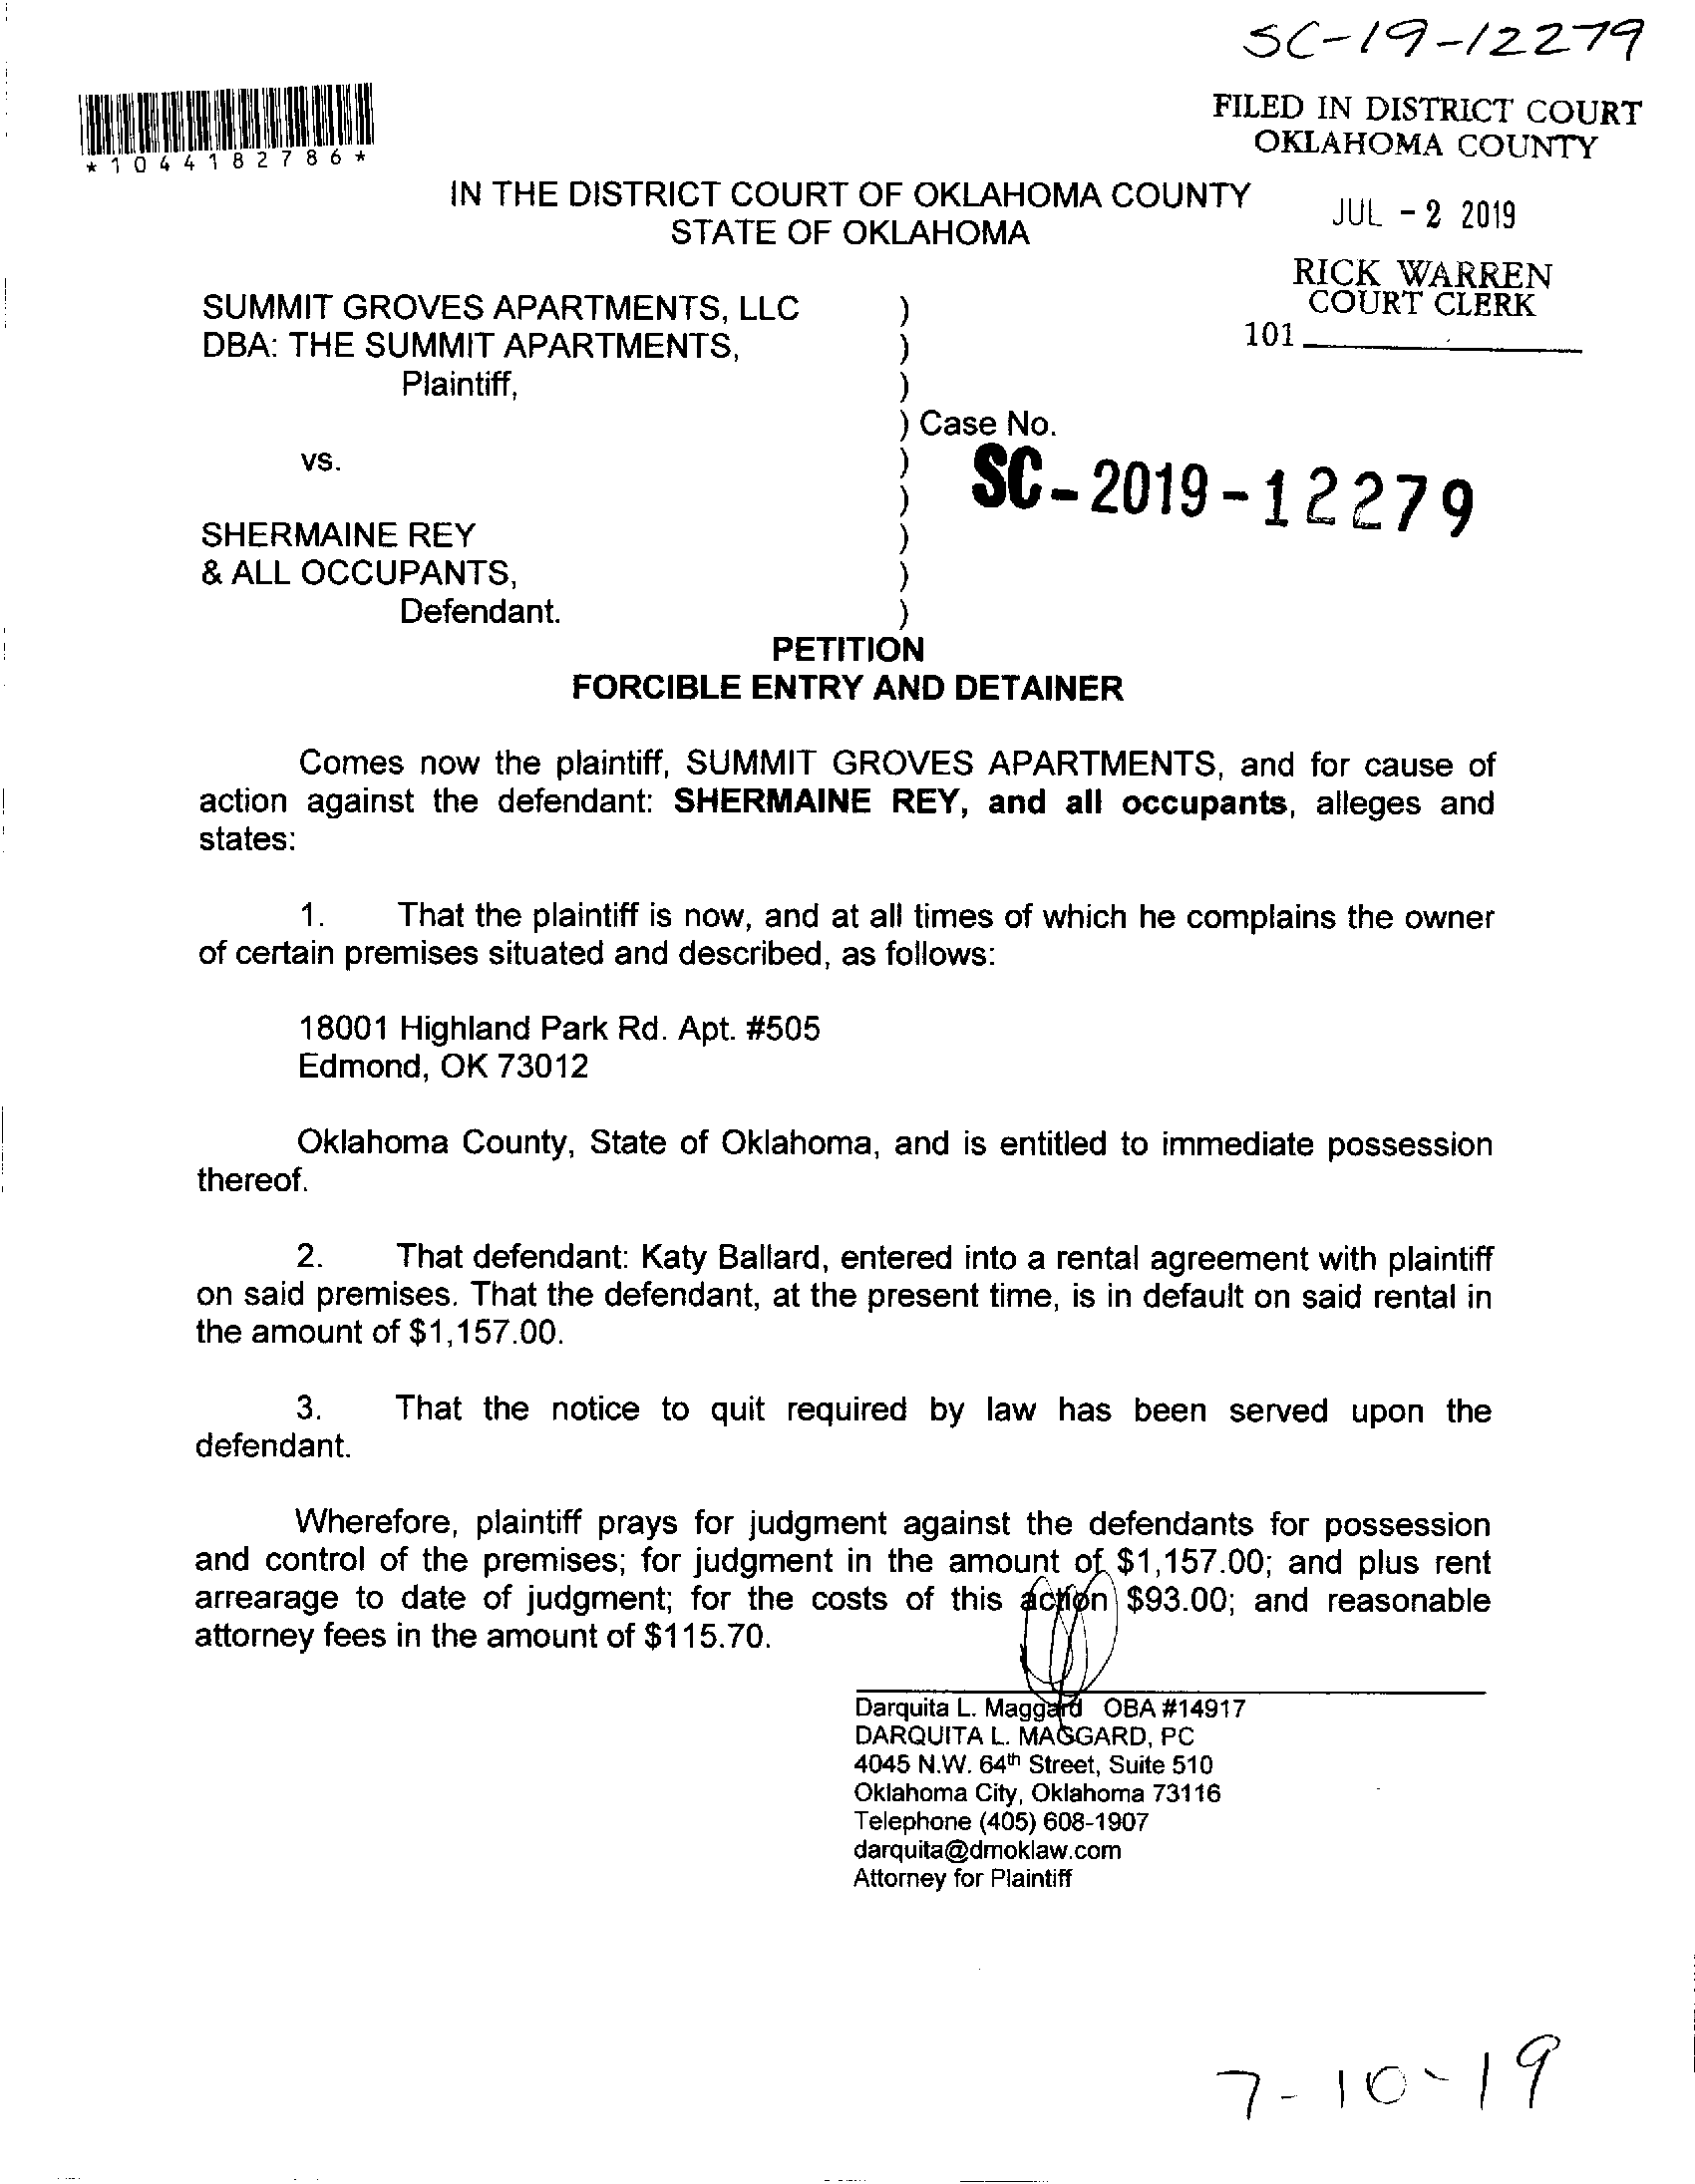 SC-19-12279
FILED IN DISTRICT COURT
OKLAHOMA COUNTY
*1044182786*
IN THE DISTRICT COURT OF OKLAHOMA COUNTY
STATE OF OKLAHOMA
JUL - 2 2019
RICK WARREN
COURT CLERK
101
SUMMIT GROVES APARTMENTS, LLC )
DBA: THE SUMMIT APARTMENTS, )
Plaintiff, )
) Case No.
vs. )
) SC-2019-12279
SHERMAINE REY )
& ALL OCCUPANTS, )
Defendant. )
PETITION
FORCIBLE ENTRY AND DETAINER
Comes now the plaintiff, SUMMIT GROVES APARTMENTS, and for cause of
action against the defendant: SHERMAINE REY, and all occupants, alleges and
states:
1. That the plaintiff is now, and at all times of which he complains the owner
of certain premises situated and described, as follows:
18001 Highland Park Rd. Apt. #505
Edmond, OK 73012
Oklahoma County, State of Oklahoma, and is entitled to immediate possession
thereof.
2. That defendant: Katy Ballard, entered into a rental agreement with plaintiff
on said premises. That the defendant, at the present time, is in default on said rental in
the amount of $1,157.00.
3. That the notice to quit required by law has been served upon the
defendant.
Wherefore, plaintiff prays for judgment against the defendants for possession
and control of the premises; for judgment in the amount of $1,157.00; and plus rent
arrearage to date of judgment; for the costs of this action $93.00; and reasonable
attorney fees in the amount of $115.70.
Darquita L. Maggard OBA #14917
DARQUITA L. MAGGARD, PC
4045 N.W. 64th Street, Suite 510
Oklahoma City, Oklahoma 73116
Telephone (405) 608-1907
darquita@dmoklaw.com
Attorney for Plaintiff
7-10-19